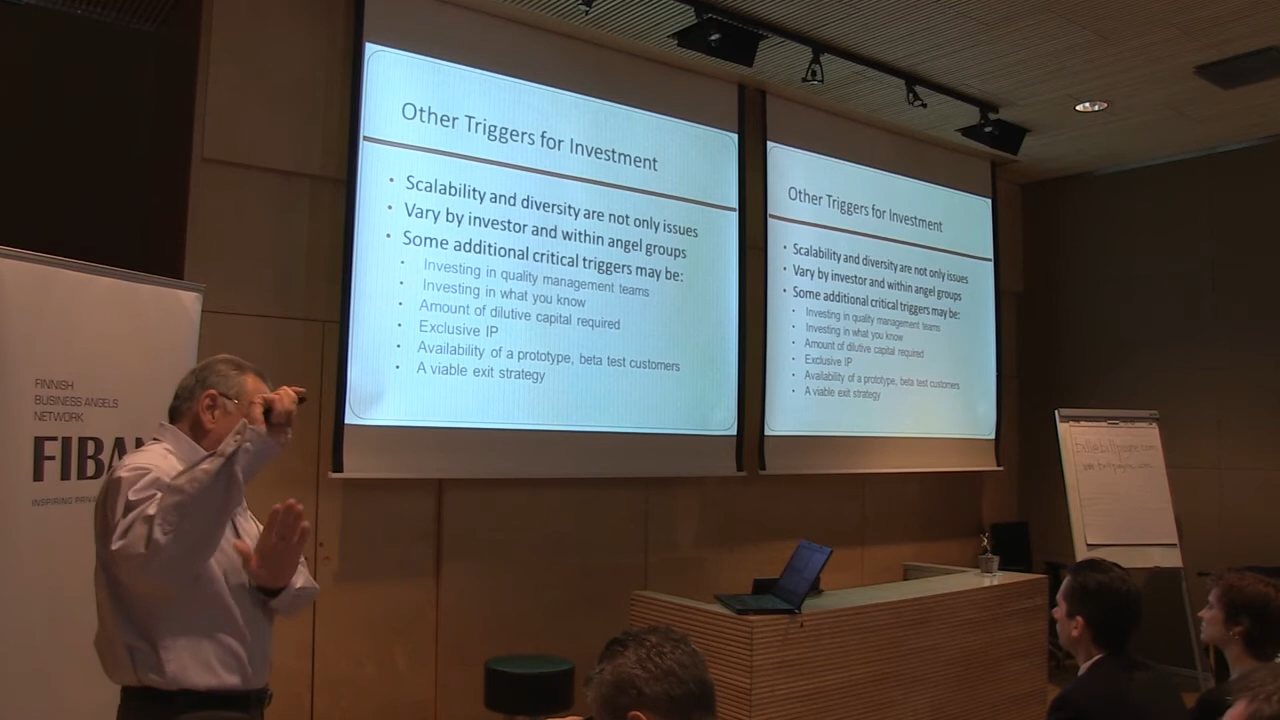 FINNISH
BUSINESS ANGELS
NETWORK
FIBA
INSPIRING PRIVA
Other Triggers for Investment
• Scalability and diversity are not only issues
• Vary by investor and within angel groups
• Some additional critical triggers may be:
• Investing in quality management teams
• Investing in what you know
• Amount of dilutive capital required
• Exclusive IP
• Availability of a prototype, beta test customers
• A viable exit strategy
Other Triggers for Investment
• Scalability and diversity are not only issues
• Vary by investor and within angel groups
• Some additional critical triggers may be:
• Investing in quality management teams
• Investing in what you know
• Amount of dilutive capital required
• Exclusive IP
• Availability of a prototype, beta test customers
• A viable exit strategy
bill@billpayne.com